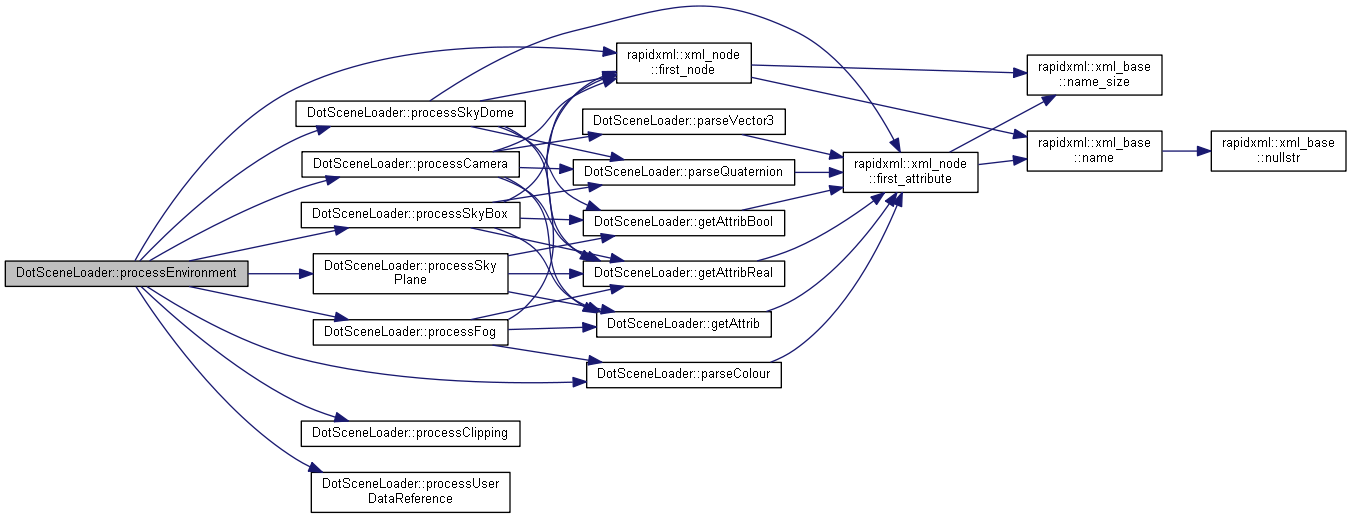 DotSceneLoader::processEnvironment
DotSceneLoader::processSkyDome
DotSceneLoader::processCamera
DotSceneLoader::processSkyBox
DotSceneLoader::processSky
Plane
DotSceneLoader::processFog
DotSceneLoader::processClipping
DotSceneLoader::processUser
DataReference
rapidxml::xml_node
::first_node
DotSceneLoader::parseVector3
DotSceneLoader::parseQuaternion
DotSceneLoader::getAttribBool
DotSceneLoader::getAttribReal
DotSceneLoader::getAttrib
DotSceneLoader::parseColour
rapidxml::xml_node
::first_attribute
rapidxml::xml_base
::name_size
rapidxml::xml_base
::name
rapidxml::xml_base
::nullstr